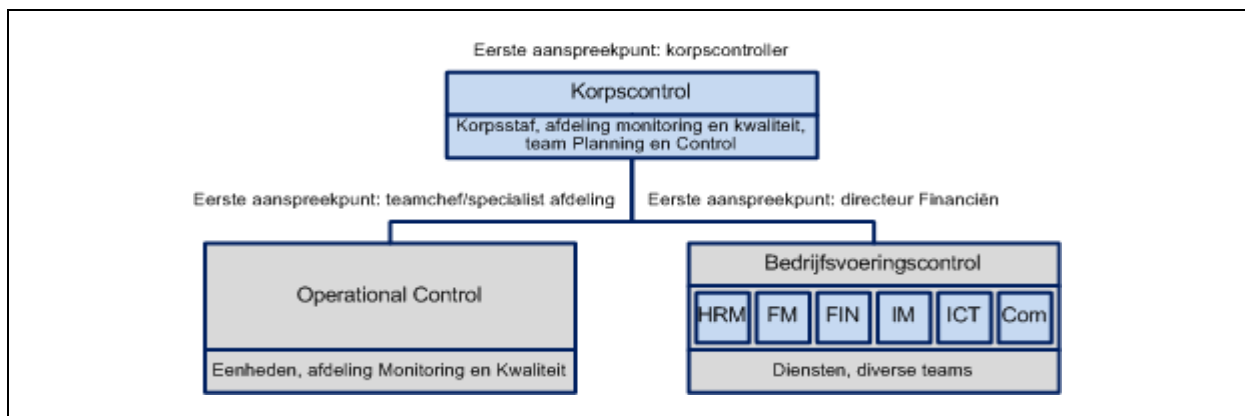 Eerste aanspreekpunt: korpscontroller
Korpscontrol
Korpsstaf, afdeling monitoring en kwaliteit,
team Planning en Control
Eerste aanspreekpunt: teamchef/specialist afdeling
Eerste aanspreekpunt: directeur Financiën
Operational Control
Eenheden, afdeling Monitoring en Kwaliteit
Bedrijfsvoeringscontrol
HRM FM FIN IM ICT Com
Diensten, diverse teams